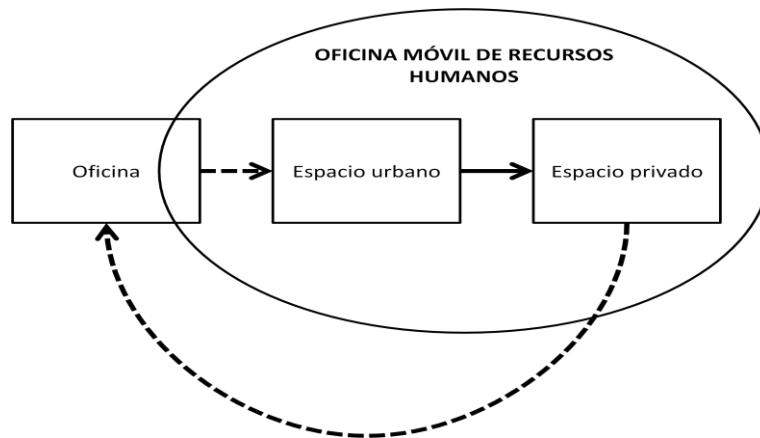 OFICINA MÓVIL DE RECURSOS
HUMANOS
Oficina
Espacio urbano
Espacio privado